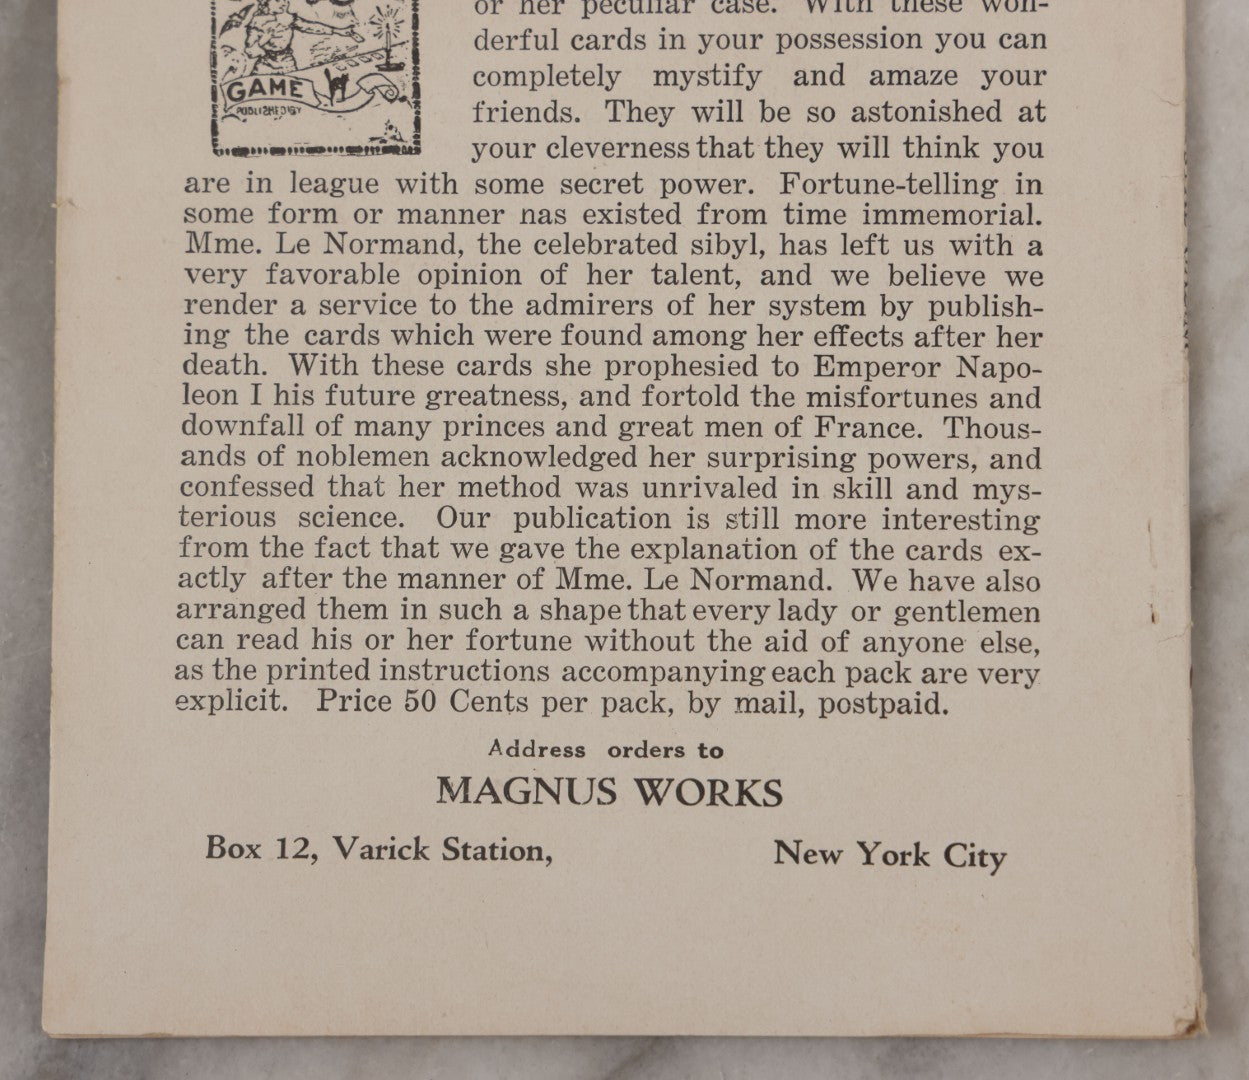 or her peculiar case. With these won-
derful cards in your possession you can
completely mystify and amaze your
friends. They will be so astonished at
your cleverness that they will think you
GAME
PUBLISHED BY
are in league with some secret power. Fortune-telling in
some form or manner nas existed from time immemorial.
Mme. Le Normand, the celebrated sibyl, has left us with a
very favorable opinion of her talent, and we believe we
render a service to the admirers of her system by publish-
ing the cards which were found among her effects after her
death. With these cards she prophesied to Emperor Napo-
leon I his future greatness, and fortold the misfortunes and
downfall of many princes and great men of France. Thous-
ands of noblemen acknowledged her surprising powers, and
confessed that her method was unrivaled in skill and mys-
terious science. Our publication is still more interesting
from the fact that we gave the explanation of the cards ex-
actly after the manner of Mme. Le Normand. We have also
arranged them in such a shape that every lady or gentlemen
can read his or her fortune without the aid of anyone else,
as the printed instructions accompanying each pack are very
explicit. Price 50 Cents per pack, by mail, postpaid.
Address orders to
MAGNUS WORKS
Box 12, Varick Station, New York City